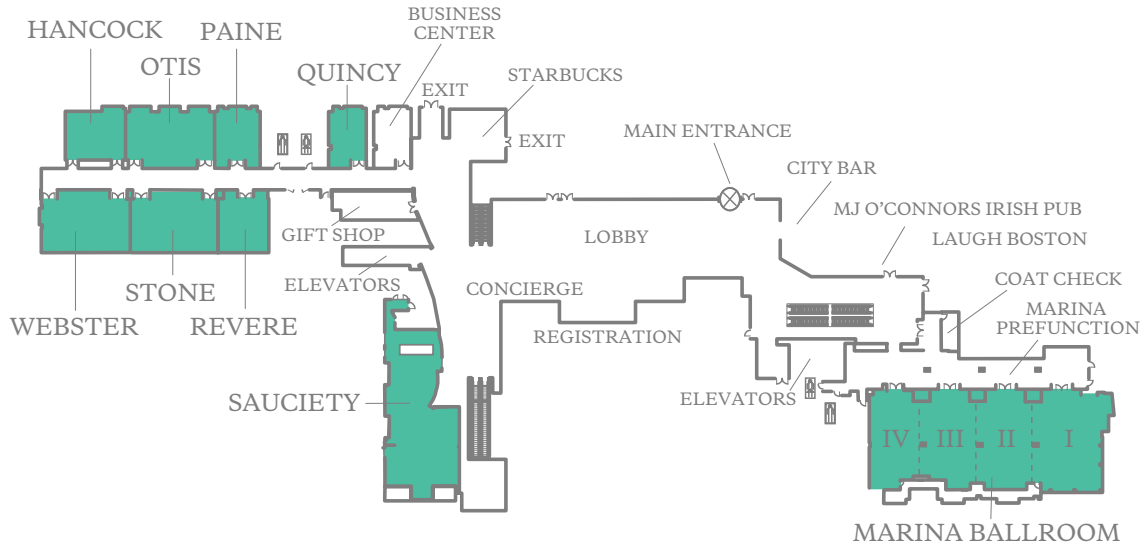 BUSINESS
CENTER
HANCOCK
PAINE
OTIS
QUINCY
STARBUCKS
EXIT
EXIT
MAIN ENTRANCE
CITY BAR
MJ O'CONNORS IRISH PUB
GIFT SHOP
LOBBY
LAUGH BOSTON
ELEVATORS
CONCIERGE
COAT CHECK
STONE
MARINA
PREFUNCTION
WEBSTER
REVERE
REGISTRATION
SAUCIETY
ELEVATORS
IV
III
II
I
MARINA BALLROOM